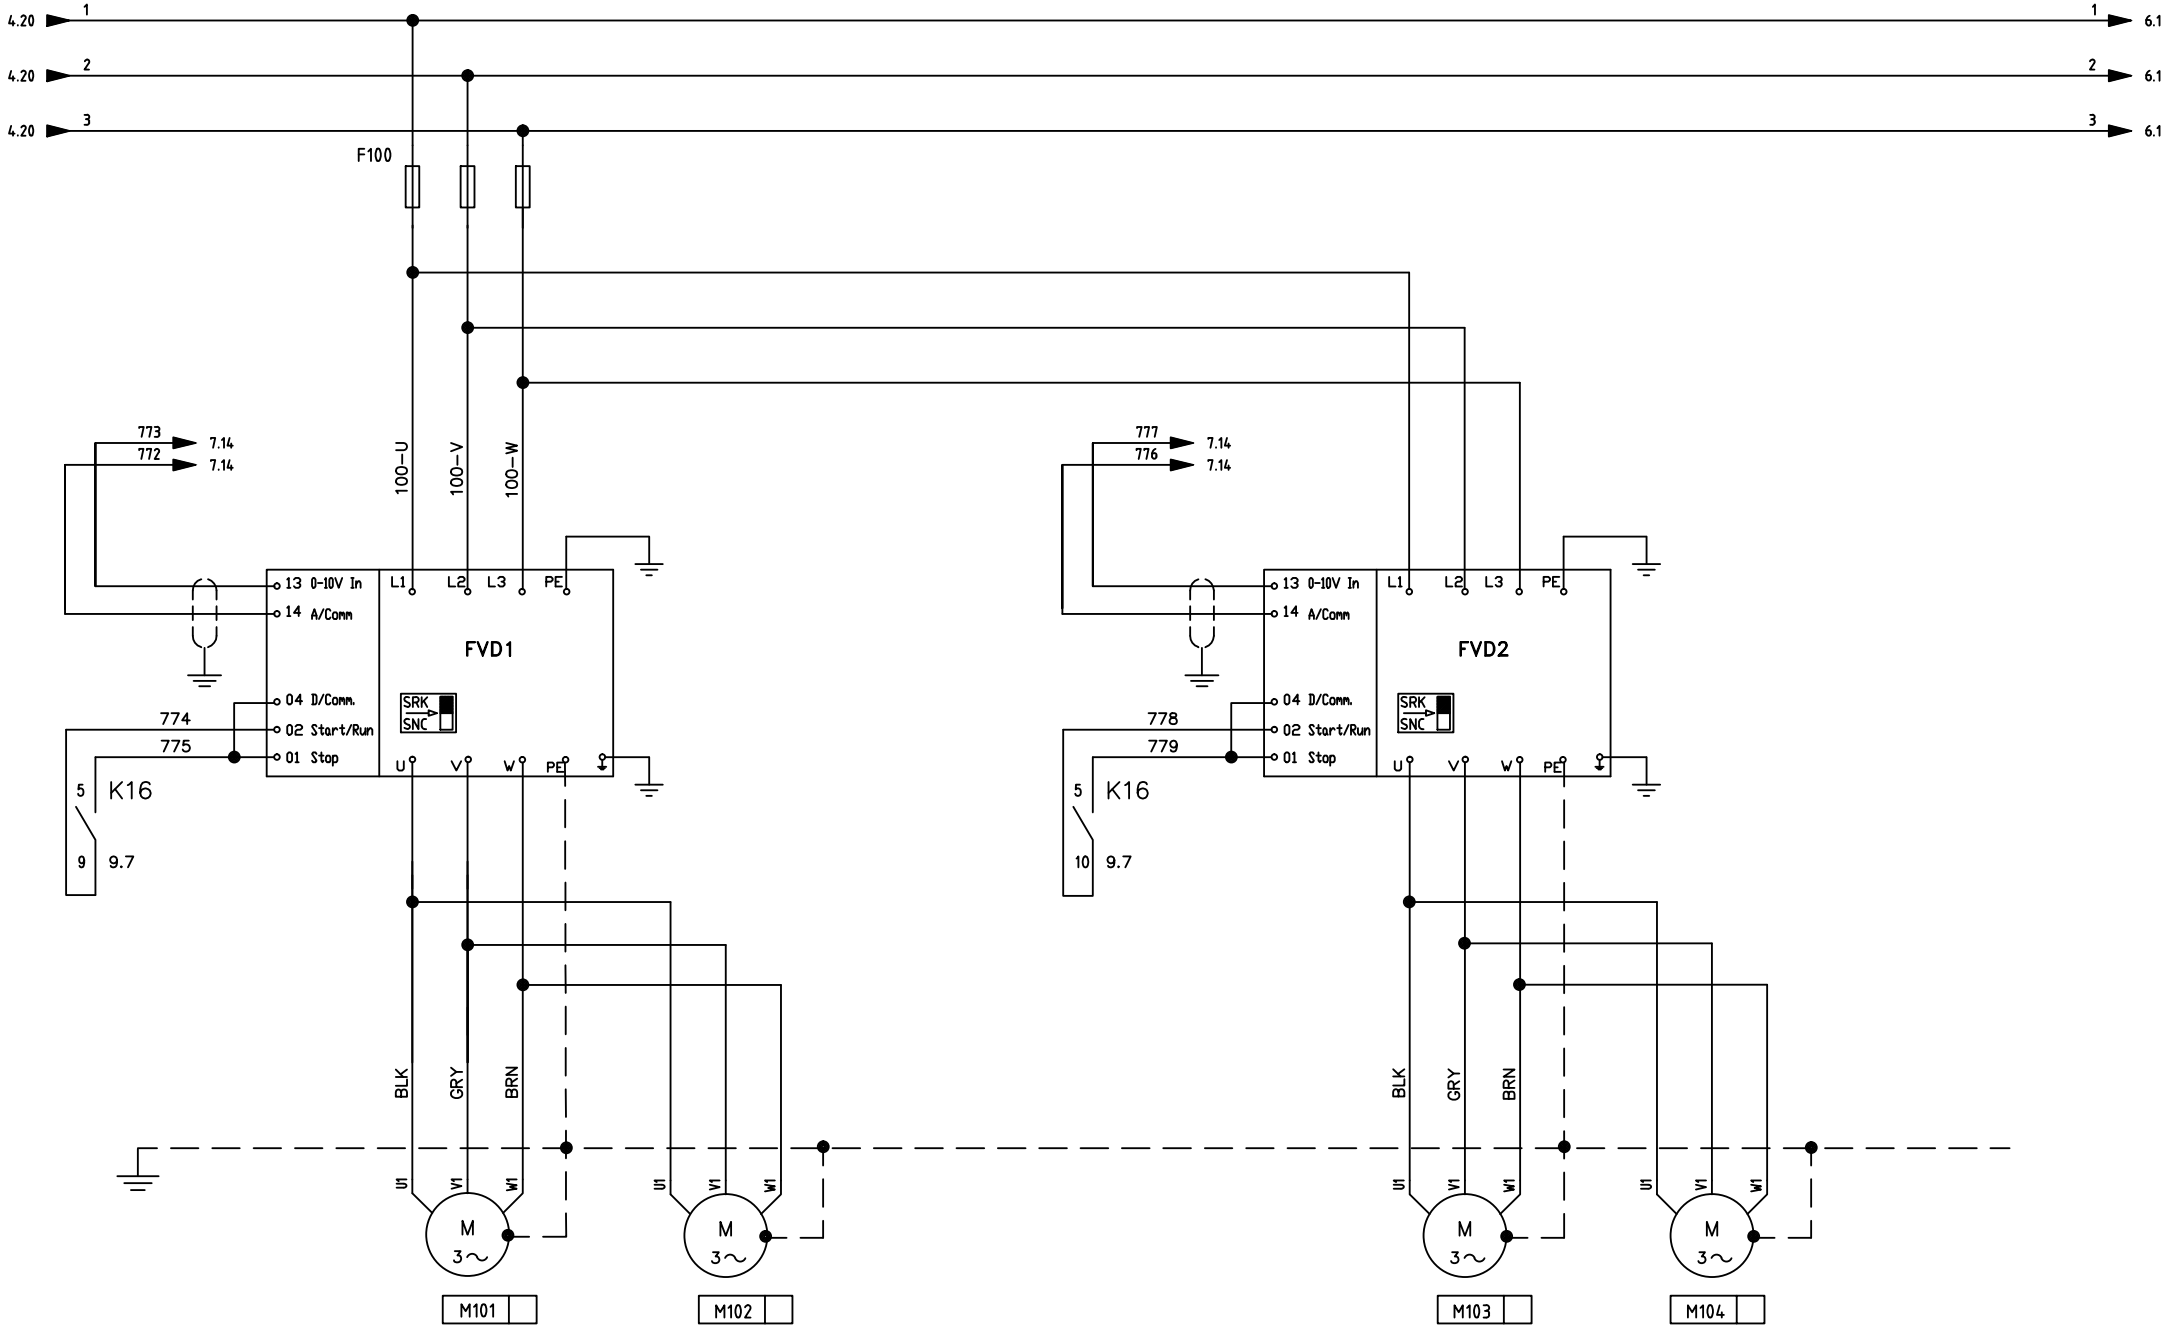 4.20 1 1 6.1
4.20 2 2 6.1
4.20 3 3 6.1
F100
773 7.14
772 7.14
100-U 100-V 100-W
777 7.14
776 7.14
13 0-10V In
14 A/Comm
04 D/Comm.
02 Start/Run
01 Stop
L1 L2 L3 PE
FVD1
SRK
SNC
U V W PE
774
775
5 K16
9 9.7
13 0-10V In
14 A/Comm
04 D/Comm.
02 Start/Run
01 Stop
L1 L2 L3 PE
FVD2
SRK
SNC
U V W PE
778
779
5 K16
10 9.7
BLK GRY BRN
BLK GRY BRN
U1 V1 W1
U1 V1 W1
U1 V1 W1
U1 V1 W1
M
3~
M
3~
M
3~
M
3~
M101
M102
M103
M104